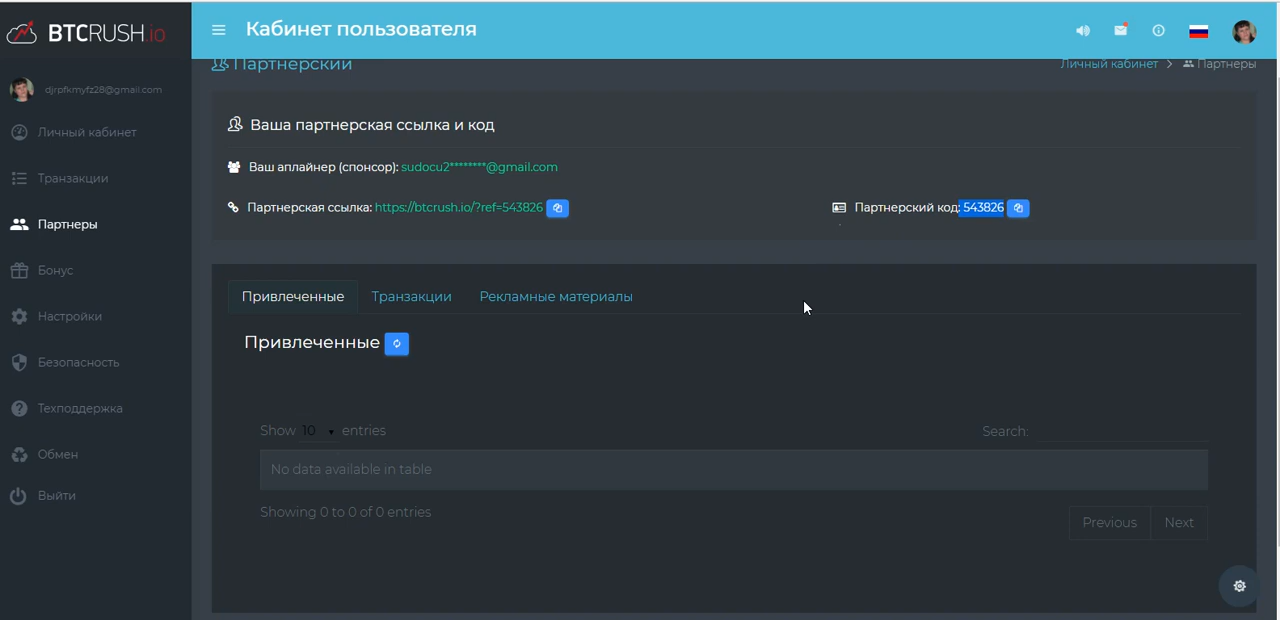 BTCRUSH.io
Кабинет пользователя
djrpfkmyfz28@gmail.com
Личный кабинет
Транзакции
Партнеры
Бонус
Настройки
Безопасность
Техподдержка
Обмен
Выйти
Партнерский
Личный кабинет > Партнеры
Ваша партнерская ссылка и код
Ваш аплайнер (спонсор): sudocu2********@gmail.com
Партнерская ссылка: https://btcrush.io/?ref=543826
Партнерский код: 543826
Привлеченные Транзакции Рекламные материалы
Привлеченные
Show 10 entries
Search:
No data available in table
Showing 0 to 0 of 0 entries
Previous Next